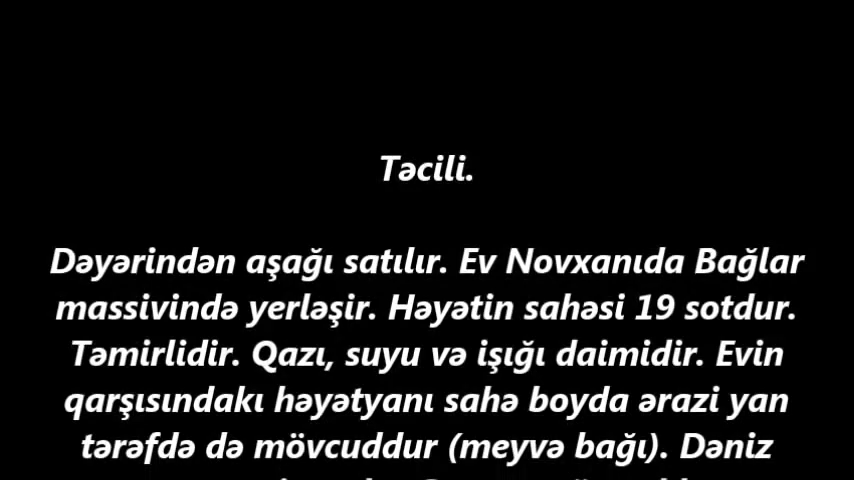 Təcili.
Dəyərindən aşağı satılır. Ev Novxanıda Bağlar
massivində yerləşir. Həyətin sahəsi 19 sotdur.
Təmirlidir. Qazı, suyu və işığı daimidir. Evin
qarşısındakı həyətyanı sahə boyda ərazi yan
tərəfdə də mövcuddur (meyvə bağı). Dəniz